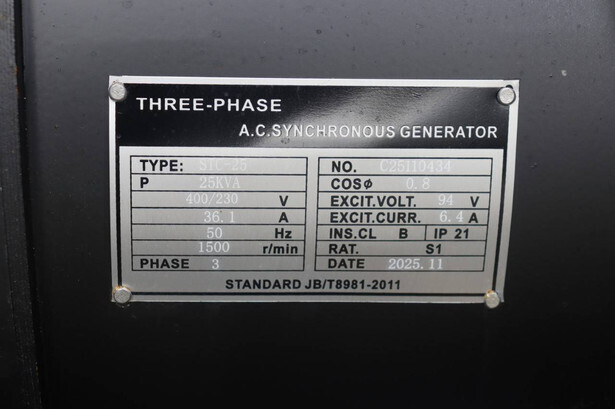 THREE-PHASE
A.C.SYNCHRONOUS GENERATOR
TYPE: STC-25 NO. C25110434
P 25KVA COSφ 0.8
400/230 V EXCIT.VOLT. 94 V
36.1 A EXCIT.CURR. 6.4 A
50 Hz INS.CL B IP 21
1500 r/min RAT. S1
PHASE 3 DATE 2025.11
STANDARD JB/T8981-2011